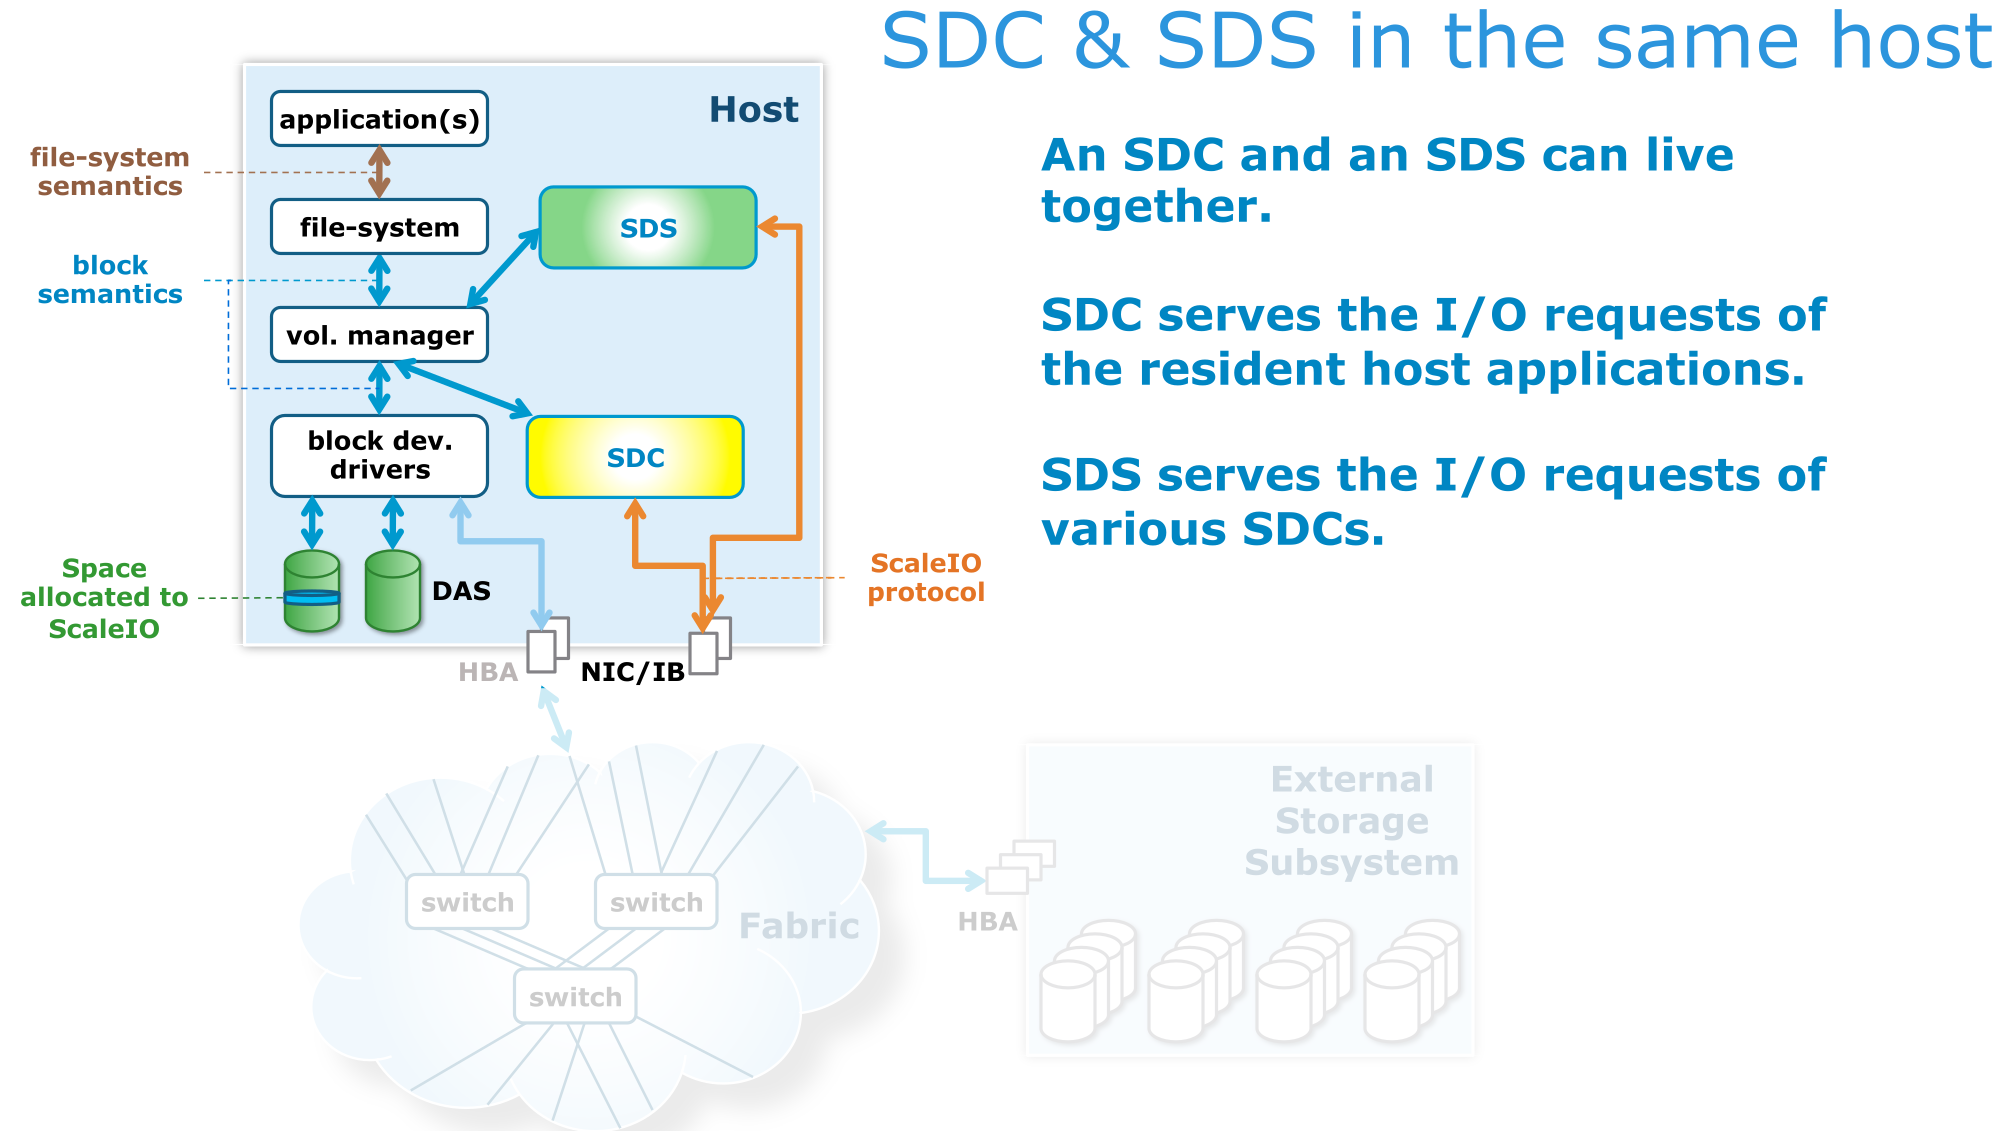 SDC & SDS in the same host
Host
application(s)
file-system
semantics
file-system
SDS
block
semantics
vol. manager
block dev.
drivers
SDC
Space
allocated to
ScaleIO
DAS
ScaleIO
protocol
HBA
NIC/IB
An SDC and an SDS can live
together.
SDC serves the I/O requests of
the resident host applications.
SDS serves the I/O requests of
various SDCs.
switch
switch
Fabric
switch
HBA
External
Storage
Subsystem